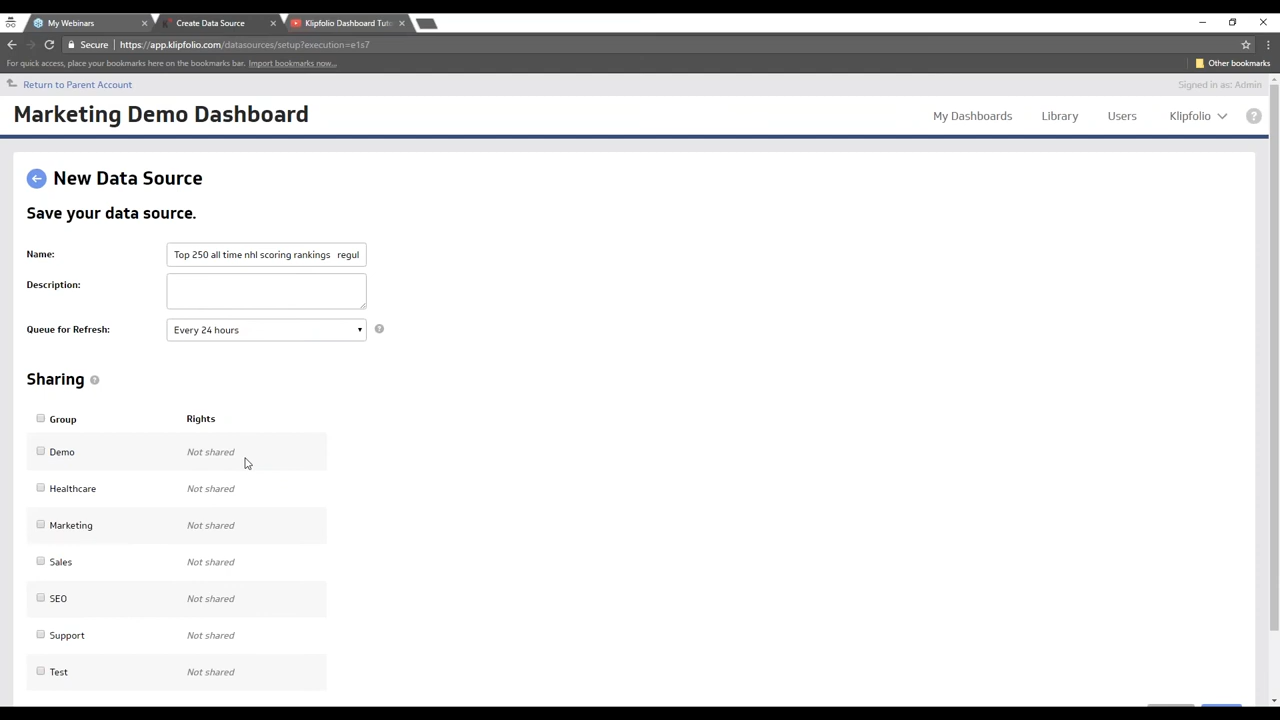 My Webinars
Create Data Source
Klipfolio Dashboard Tuto
Secure
https://app.klipfolio.com/datasources/setup?execution=e1s7
For quick access, place your bookmarks here on the bookmarks bar. Import bookmarks now...
Other bookmarks
Return to Parent Account
Signed in as: Admin
Marketing Demo Dashboard
My Dashboards
Library
Users
Klipfolio
?
New Data Source
Save your data source.
Name:
Top 250 all time nhl scoring rankings regul
Description:
Queue for Refresh:
Every 24 hours
?
Sharing ?
Group Rights
Demo Not shared
Healthcare Not shared
Marketing Not shared
Sales Not shared
SEO Not shared
Support Not shared
Test Not shared